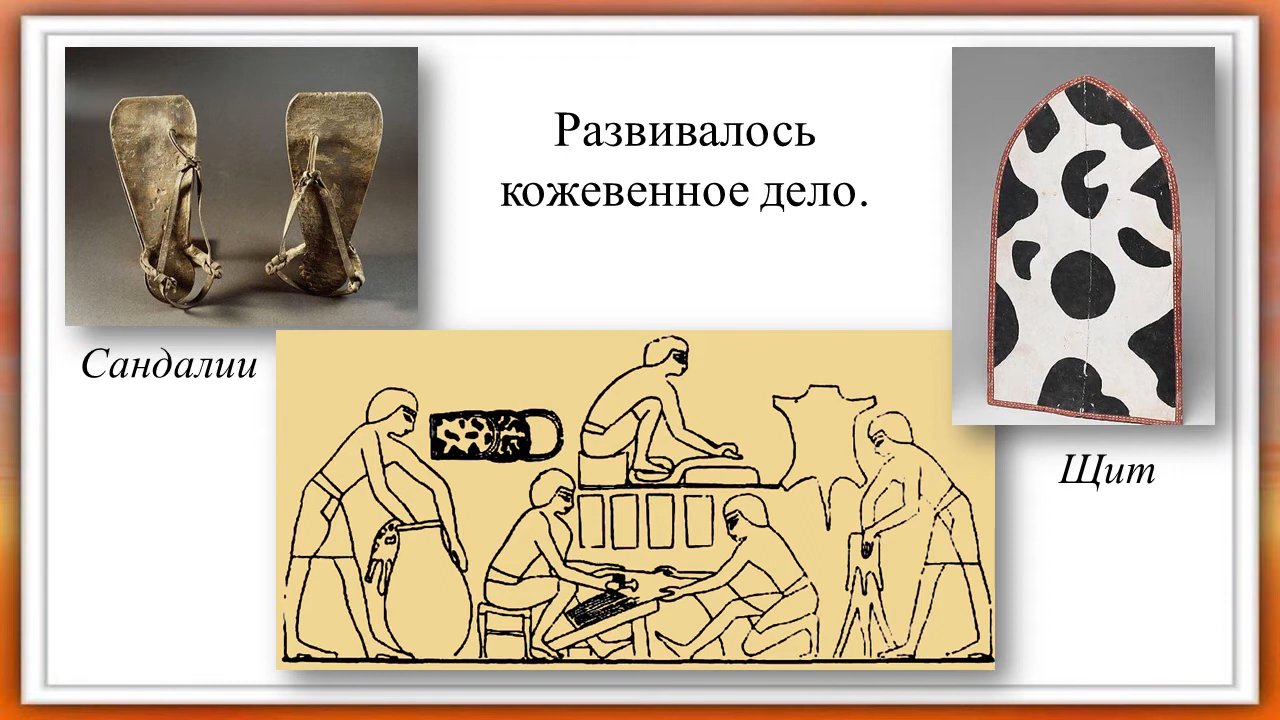 Развивалось
кожевенное дело.
Сандалии
Щит